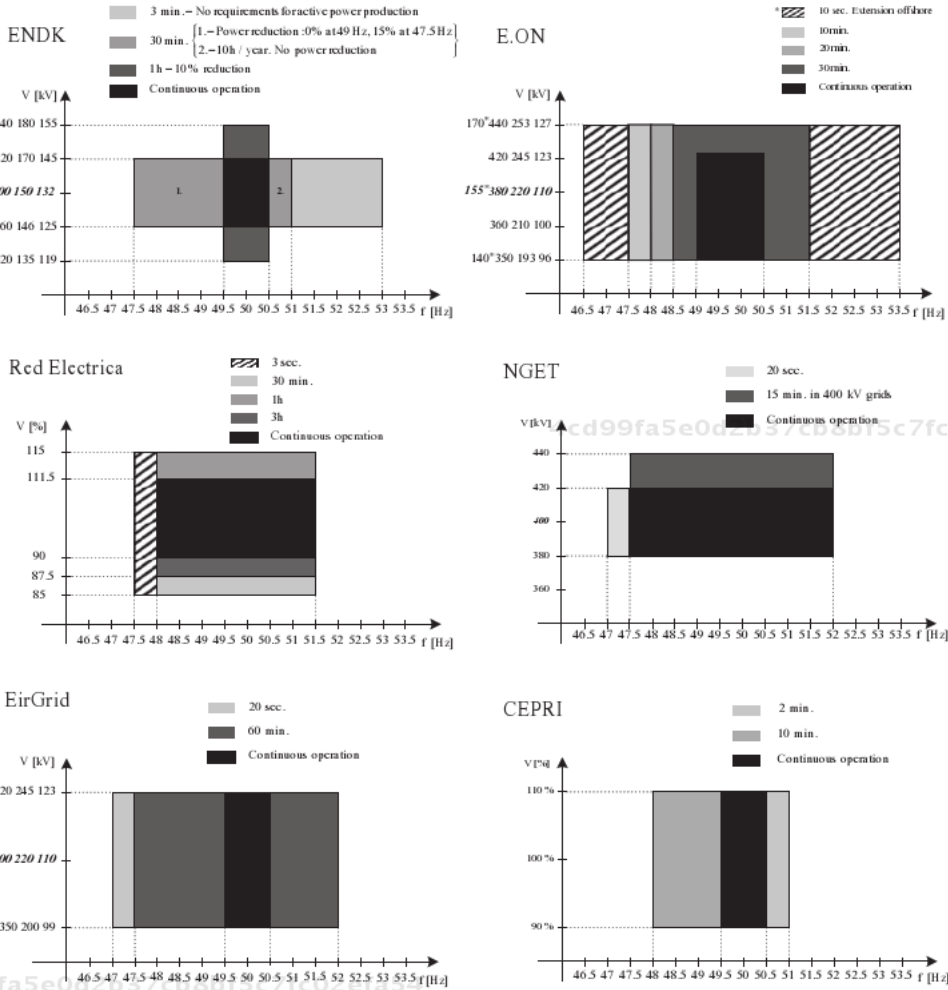 ENDK
3 min. – No requirements for active power production
30 min. { 1.– Power reduction :0% at 49 Hz, 15% at 47.5Hz
2.–10h / year. No power reduction }
1h – 10% reduction
Continuous operation
V [kV]
40 180 155
20 170 145
00 150 132
60 146 125
20 135 119
1. 2.
46.5 47 47.5 48 48.5 49 49.5 50 50.5 51 51.5 52 52.5 53 53.5 f [Hz]
E.ON
* 10 sec. Extension offshore
10min.
20min.
30min.
Continuous operation
V [kV]
170* 440 253 127
420 245 123
155* 380 220 110
360 210 100
140* 350 193 96
46.5 47 47.5 48 48.5 49 49.5 50 50.5 51 51.5 52 52.5 53 53.5 f [Hz]
Red Electrica
3 sec.
30 min.
1h
3h
Continuous operation
V [%]
115
111.5
90
87.5
85
46.5 47 47.5 48 48.5 49 49.5 50 50.5 51 51.5 52 52.5 53 53.5 f [Hz]
NGET
20 sec.
15 min. in 400 kV grids
Continuous operation
V [kV]
440
420
400
380
360
46.5 47 47.5 48 48.5 49 49.5 50 50.5 51 51.5 52 52.5 53 53.5 f [Hz]
EirGrid
20 sec.
60 min.
Continuous operation
V [kV]
20 245 123
00 220 110
350 200 99
46.5 47 47.5 48 48.5 49 49.5 50 50.5 51 51.5 52 52.5 53 53.5 f [Hz]
CEPRI
2 min.
10 min.
Continuous operation
V [%]
110 %
100 %
90 %
46.5 47 47.5 48 48.5 49 49.5 50 50.5 51 51.5 52 52.5 53 53.5 f [Hz]